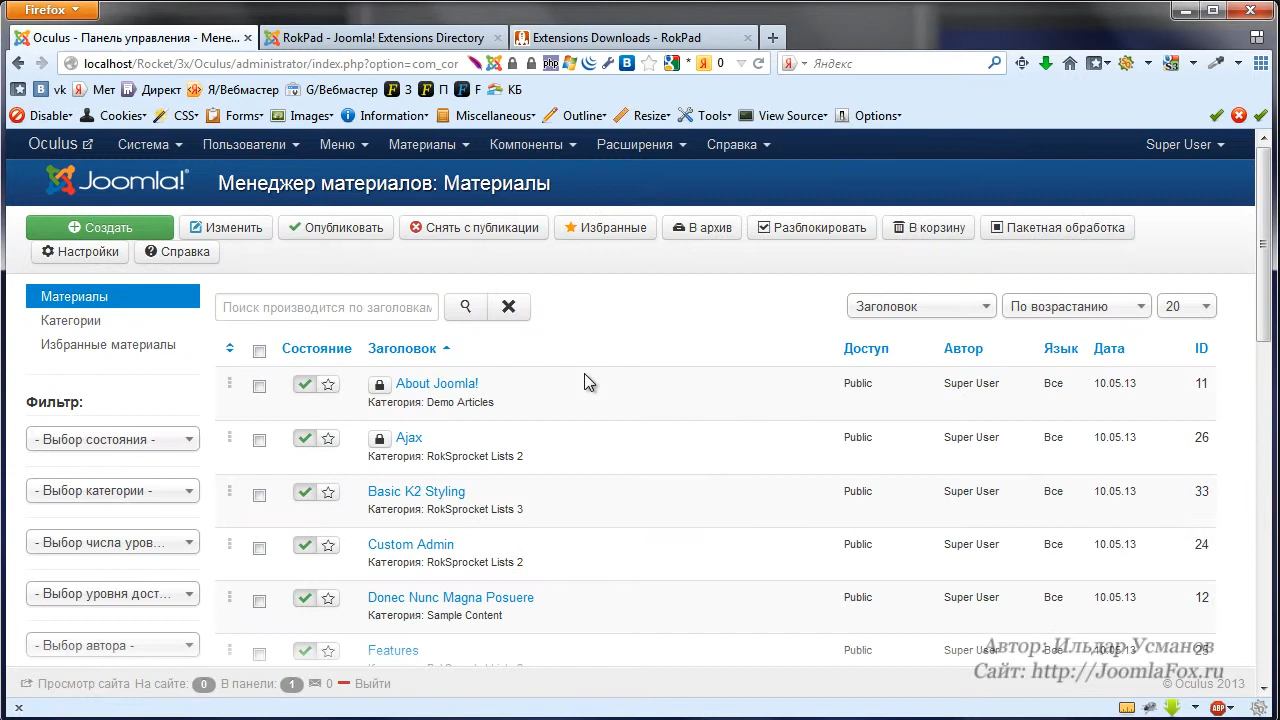 Firefox
Oculus - Панель управления - Мене...
RokPad - Joomla! Extensions Directory
Extensions Downloads - RokPad
localhost/Rocket/3x/Oculus/administrator/index.php?option=com_cor
php
B
0
Яндекс
vk
Мет
Директ
Я/Вебмастер
G/Вебмастер
З
П
F
КБ
Disable
Cookies
CSS
Forms
Images
Information
Miscellaneous
Outline
Resize
Tools
View Source
Options
Oculus
Система
Пользователи
Меню
Материалы
Компоненты
Расширения
Справка
Super User
Joomla!
Менеджер материалов: Материалы
Создать
Изменить
Опубликовать
Снять с публикации
Избранные
В архив
Разблокировать
В корзину
Пакетная обработка
Настройки
Справка
Материалы
Категории
Избранные материалы
Фильтр:
- Выбор состояния -
- Выбор категории -
- Выбор числа уров...
- Выбор уровня дост...
- Выбор автора -
Поиск производится по заголовкам,
Заголовок
По возрастанию
20
Состояние
Заголовок
Доступ
Автор
Язык
Дата
ID
About Joomla!
Категория: Demo Articles
Public
Super User
Все
10.05.13
11
Ajax
Категория: RokSprocket Lists 2
Public
Super User
Все
10.05.13
26
Basic K2 Styling
Категория: RokSprocket Lists 3
Public
Super User
Все
10.05.13
33
Custom Admin
Категория: RokSprocket Lists 2
Public
Super User
Все
10.05.13
24
Donec Nunc Magna Posuere
Категория: Sample Content
Public
Super User
Все
10.05.13
12
Features
Public
Super User
Все
10.05.13
Автор: Ильдар Усманов
Сайт: http://JoomlaFox.ru
Просмотр сайта
На сайте:
0
В панели:
1
0
Выйти
© Oculus 2013
ABP